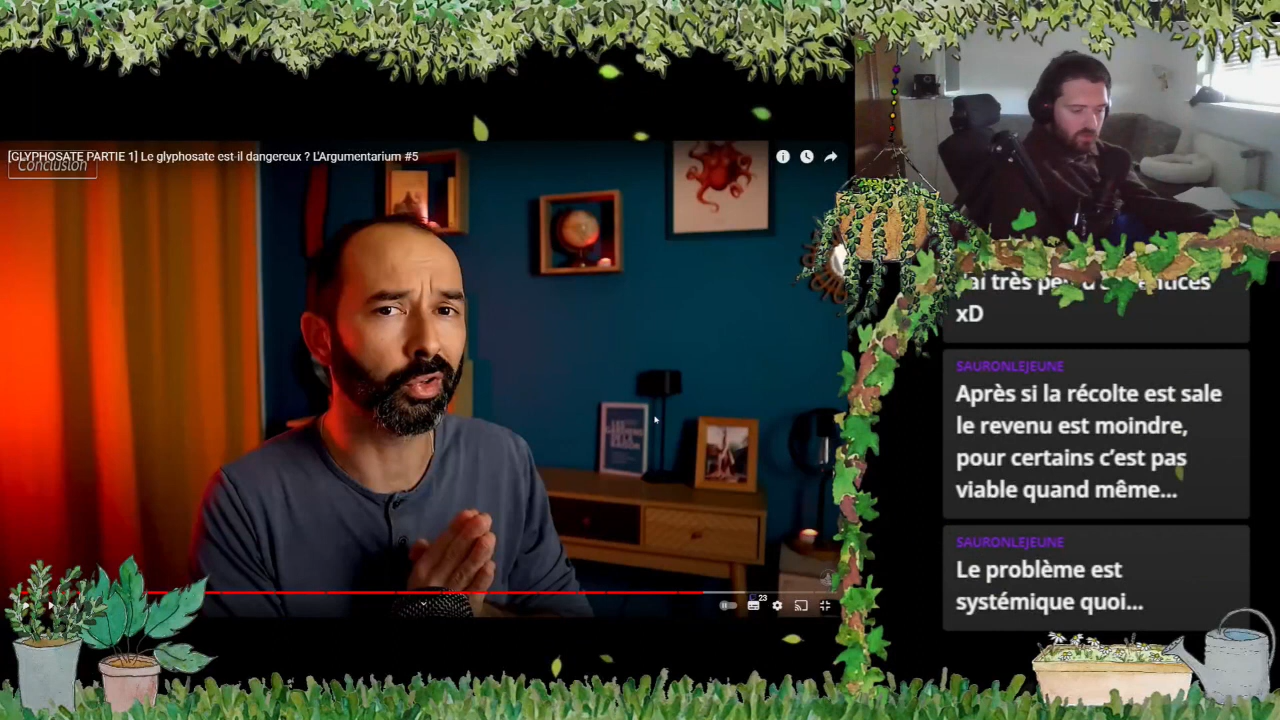 [GLYPHOSATE PARTIE 1] Le glyphosate est-il dangereux ? L'Argumentarium #5
Conclusion
23
xD
SAURONLEJEUNE
Après si la récolte est sale
le revenu est moindre,
pour certains c’est pas
viable quand même...
SAURONLEJEUNE
Le problème est
systémique quoi...